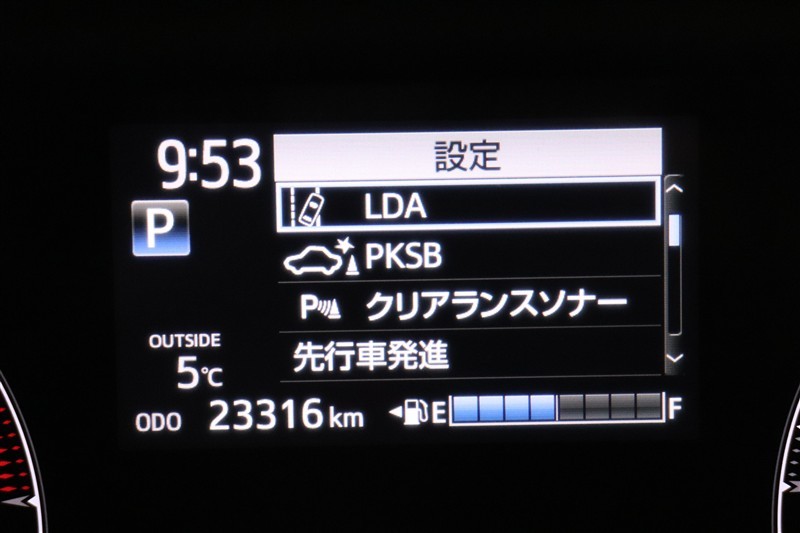 9:53
設定
P
LDA
PKSB
P クリアランスソナー
先行車発進
OUTSIDE
5℃
ODO 23316 km
E F